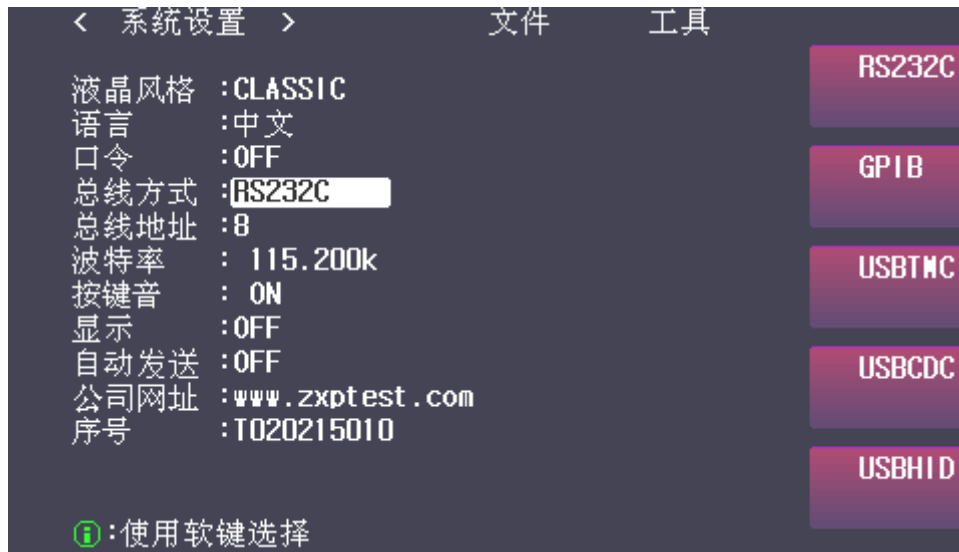 < 系统设置 > 文件 工具
液晶风格 :CLASSIC
语言 :中文
口令 :OFF
总线方式 :RS232C
总线地址 :8
波特率 : 115.200k
按键音 : ON
显示 :OFF
自动发送 :OFF
公司网址 :www.zxptest.com
序号 :T020215010
:使用软键选择
RS232C
GPIB
USBTMC
USBCDC
USBHID